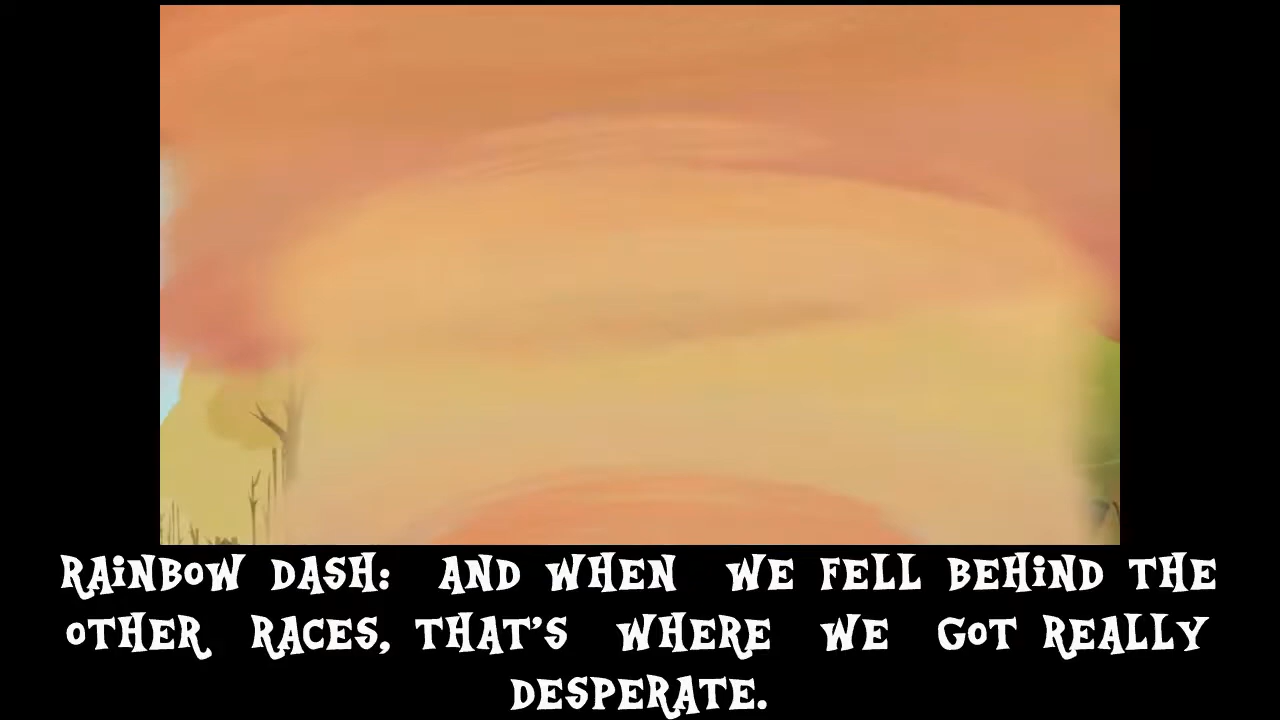 RAiNBOW DASH: AND WHEN WE FELL BEHiND THE
OTHER RACES, THAT'S WHERE WE GOT REALLY
DESPERATE.